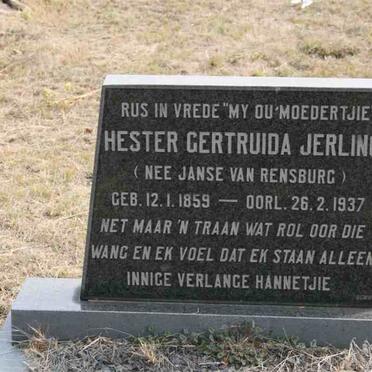 RUS IN VREDE "MY OU-MOEDERTJIE
HESTER GERTRUIDA JERLING
( NEE JANSE VAN RENSBURG )
GEB. 12.1.1859 — OORL. 26.2.1937
NET MAAR 'N TRAAN WAT ROL OOR DIE
WANG EN EK VOEL DAT EK STAAN ALLEEN
INNIGE VERLANGE HANNETJIE